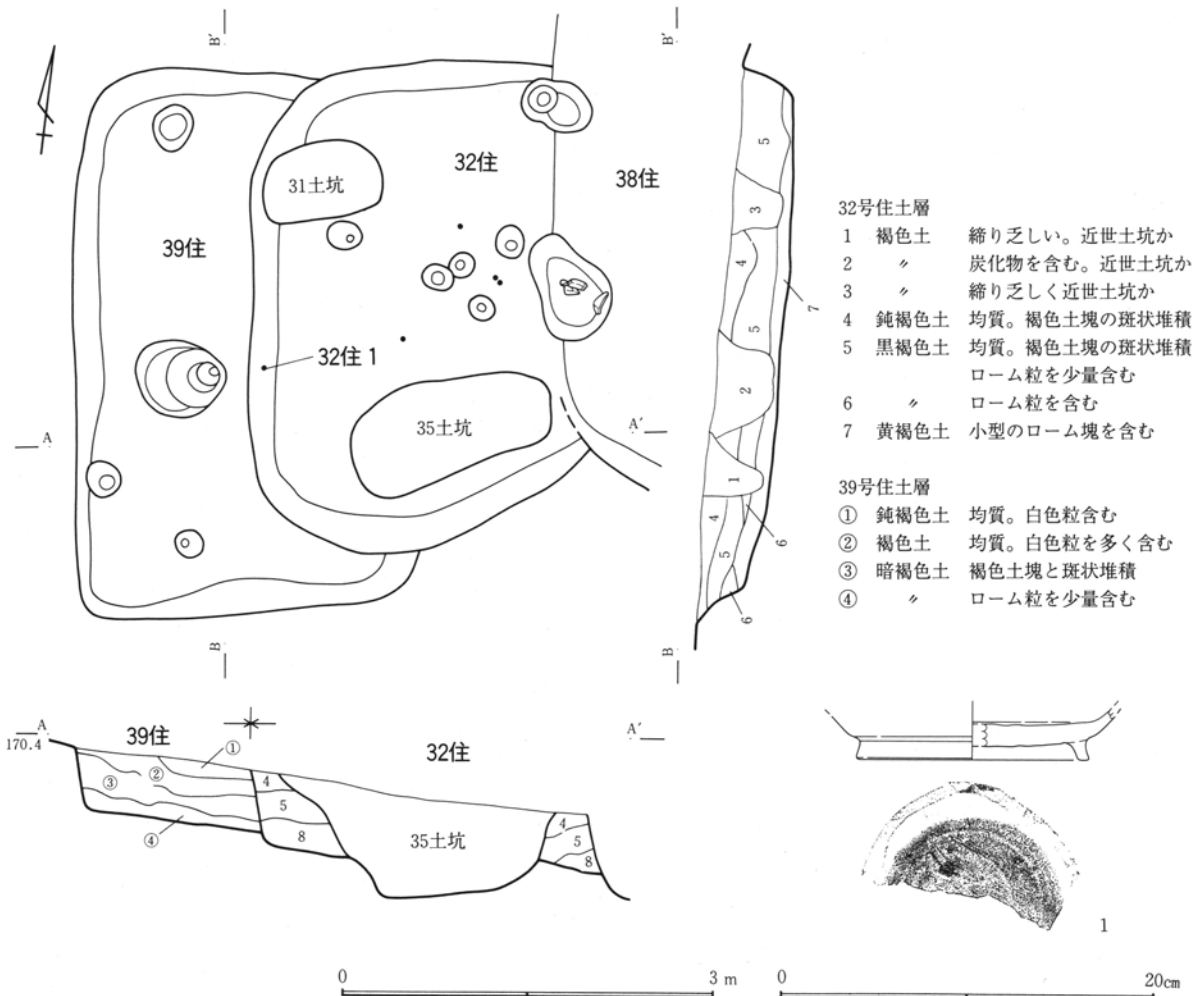 B′
B′
39住
32住
38住
31土坑
32住 1
35土坑
A
A′
B
B
5
3
4
5
7
2
1
4
5
6
6
32号住土層
1 褐色土 締り乏しい。近世土坑か
2 〃 炭化物を含む。近世土坑か
3 〃 締り乏しく近世土坑か
4 鈍褐色土 均質。褐色土塊の斑状堆積
5 黒褐色土 均質。褐色土塊の斑状堆積
ローム粒を少量含む
6 〃 ローム粒を含む
7 黄褐色土 小型のローム塊を含む
39号住土層
① 鈍褐色土 均質。白色粒含む
② 褐色土 均質。白色粒を多く含む
③ 暗褐色土 褐色土塊と斑状堆積
④ 〃 ローム粒を少量含む
A
170.4
39住
①
32住
A′
③
②
④
4
5
8
35土坑
4
5
8
1
0 3 m
0 20cm